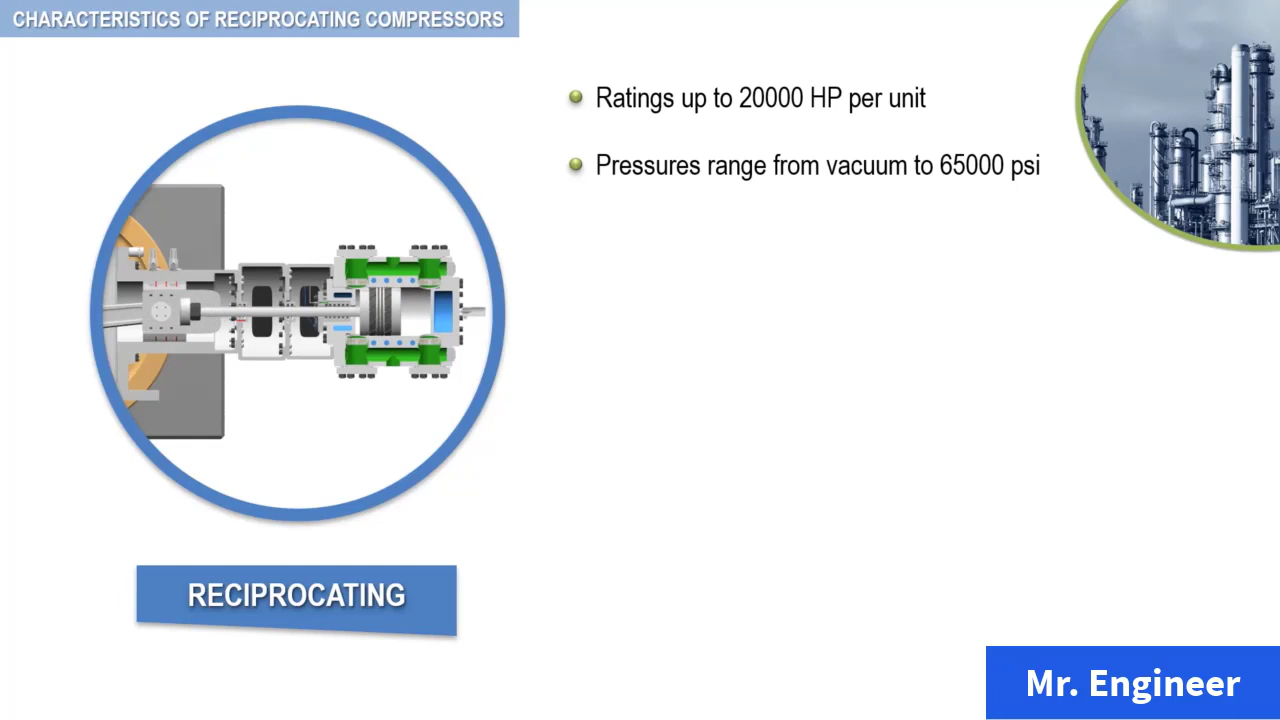 CHARACTERISTICS OF RECIPROCATING COMPRESSORS
Ratings up to 20000 HP per unit
Pressures range from vacuum to 65000 psi
RECIPROCATING
Mr. Engineer